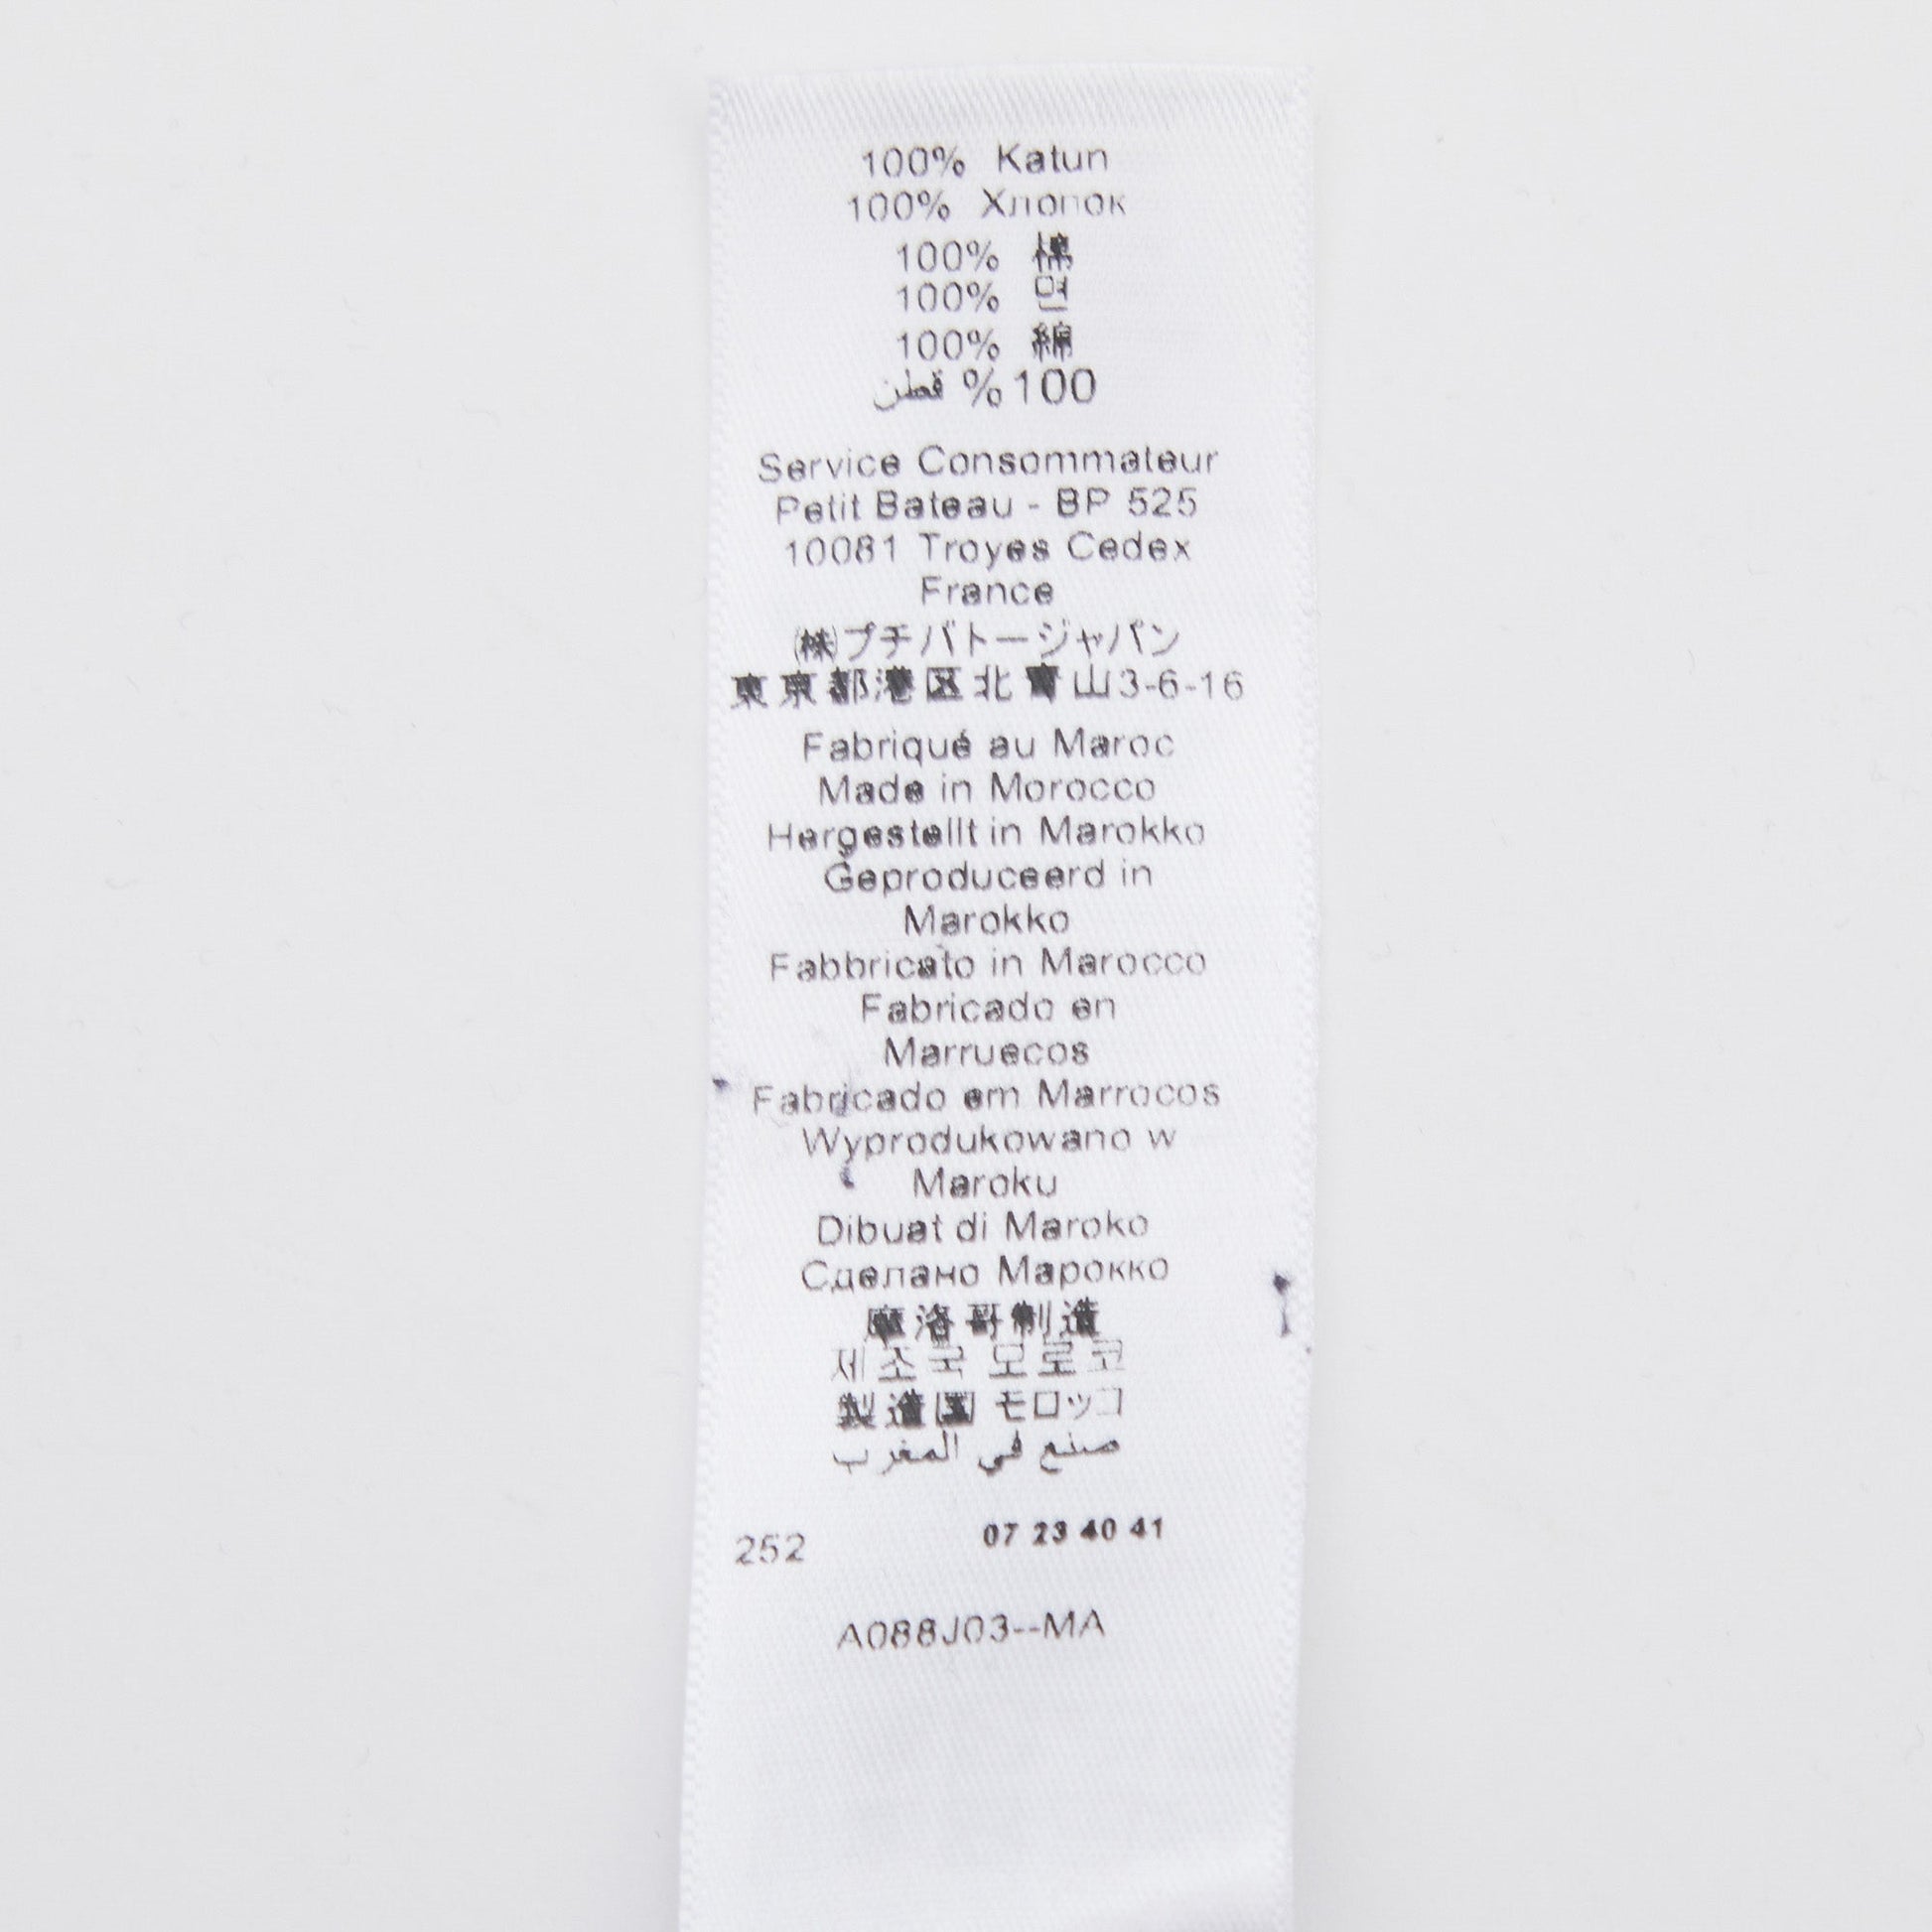 100% Katun
100% Хлопок
100% 棉
100% 면
100% 綿
100% قطن
Service Consommateur
Petit Bateau - BP 525
10081 Troyes Cedex
France
(株)プチバトージャパン
東京都港区北青山3-6-16
Fabriqué au Maroc
Made in Morocco
Hergestellt in Marokko
Geproduceerd in
Marokko
Fabbricato in Marocco
Fabricado en
Marruecos
Fabricado em Marrocos
Wyprodukowano w
Maroku
Dibuat di Maroko
Сделано Марокко
摩洛哥制造
제조국 모로코
製造国 モロッコ
صنع في المغرب
252 07 23 40 41
A088J03--MA